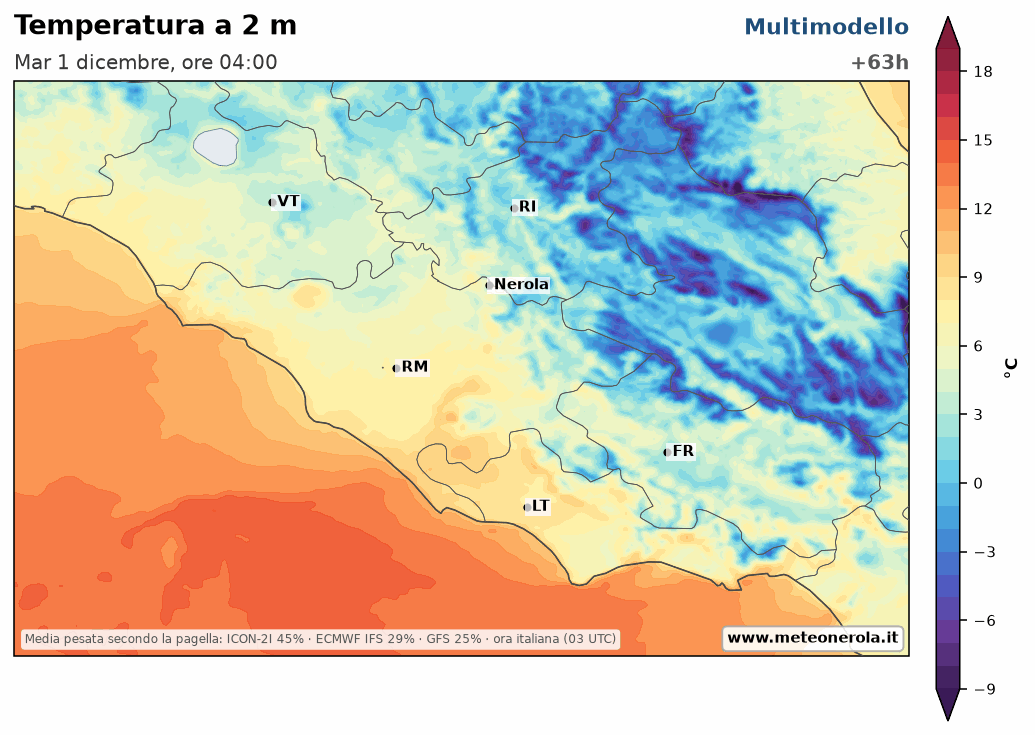 Temperatura a 2 m
Multimodello
Mar 1 dicembre, ore 04:00
+63h
18
15
12
9
6
3
0
−3
−6
−9
°C
VT
RI
Nerola
RM
FR
LT
Media pesata secondo la pagella: ICON-2I 45% · ECMWF IFS 29% · GFS 25% · ora italiana (03 UTC)
www.meteonerola.it